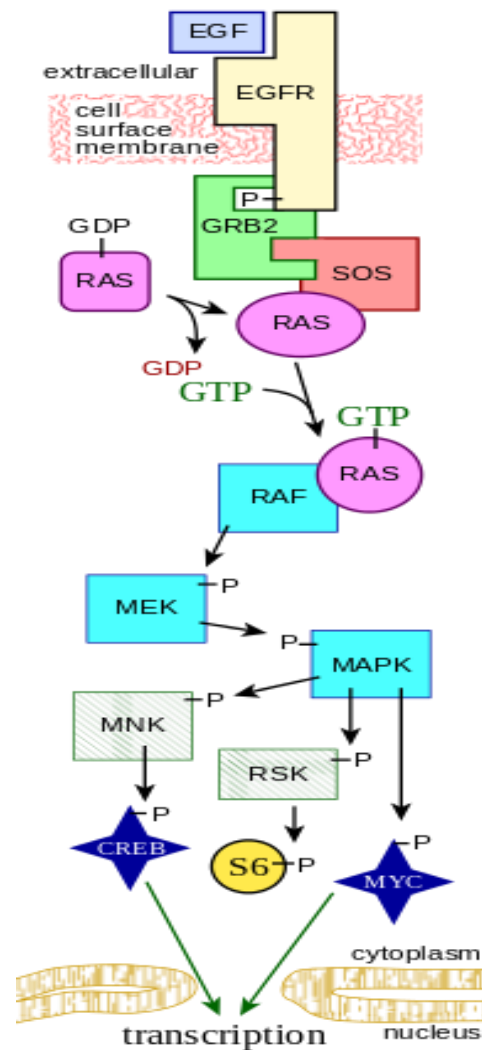 EGF
extracellular
EGFR
cell
surface
membrane
P
GRB2
GDP
SOS
RAS
RAS
GDP
GTP
GTP
RAS
RAF
P
MEK
P
MAPK
P
MNK
P
RSK
P
P
CREB
S6
P
MYC
cytoplasm
transcription
nucleus